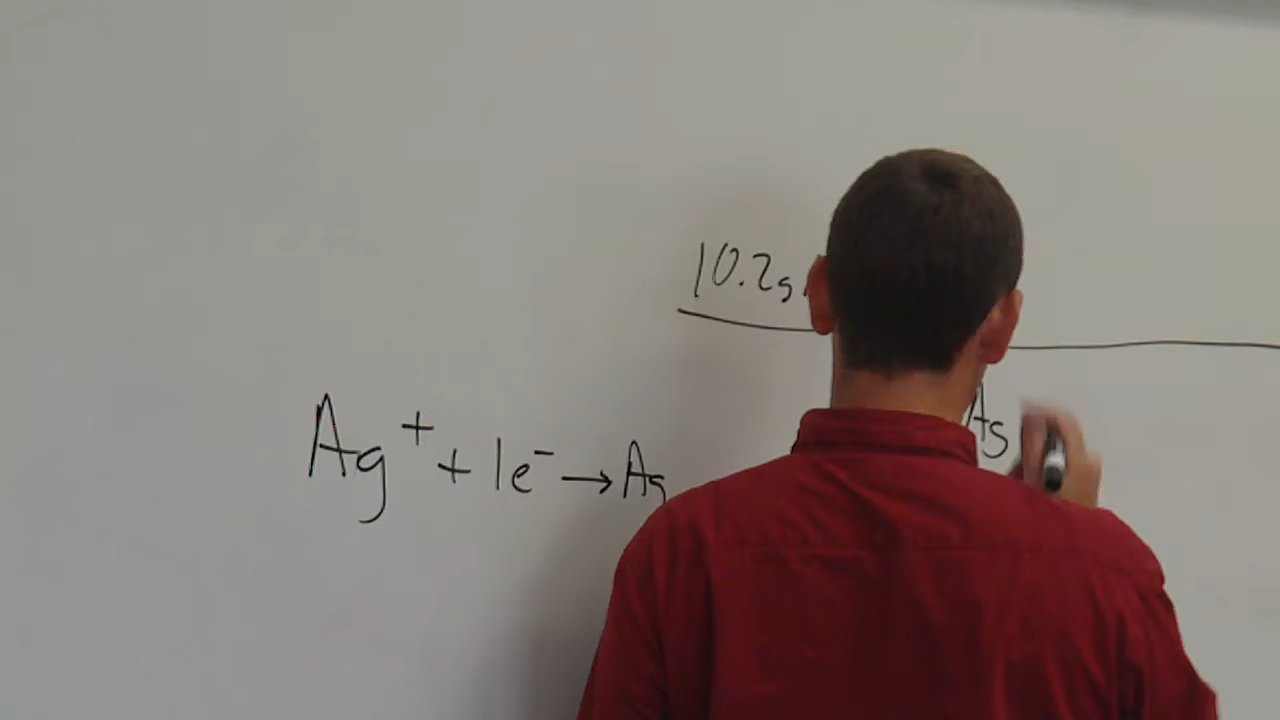 10.2g
Ag
Ag⁺ + 1e⁻ → Ag